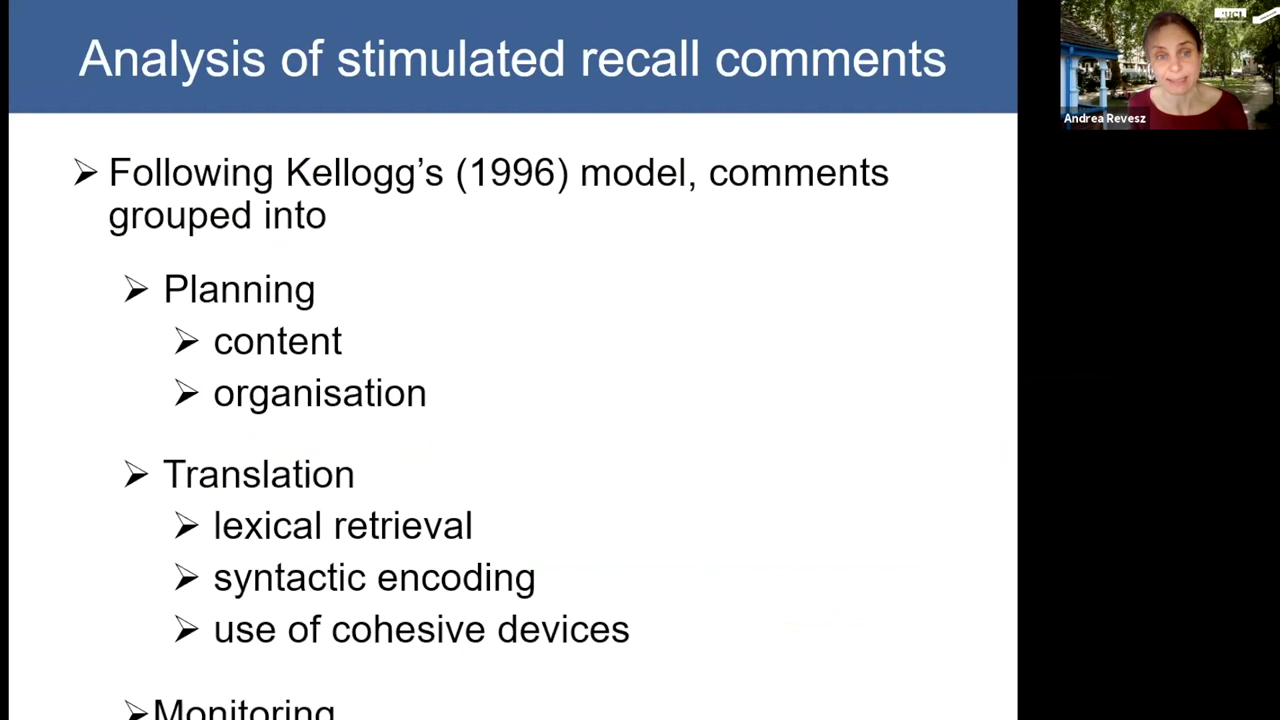 Analysis of stimulated recall comments
➢ Following Kellogg’s (1996) model, comments
grouped into
➢ Planning
➢ content
➢ organisation
➢ Translation
➢ lexical retrieval
➢ syntactic encoding
➢ use of cohesive devices
➢Monitoring
Andrea Revesz